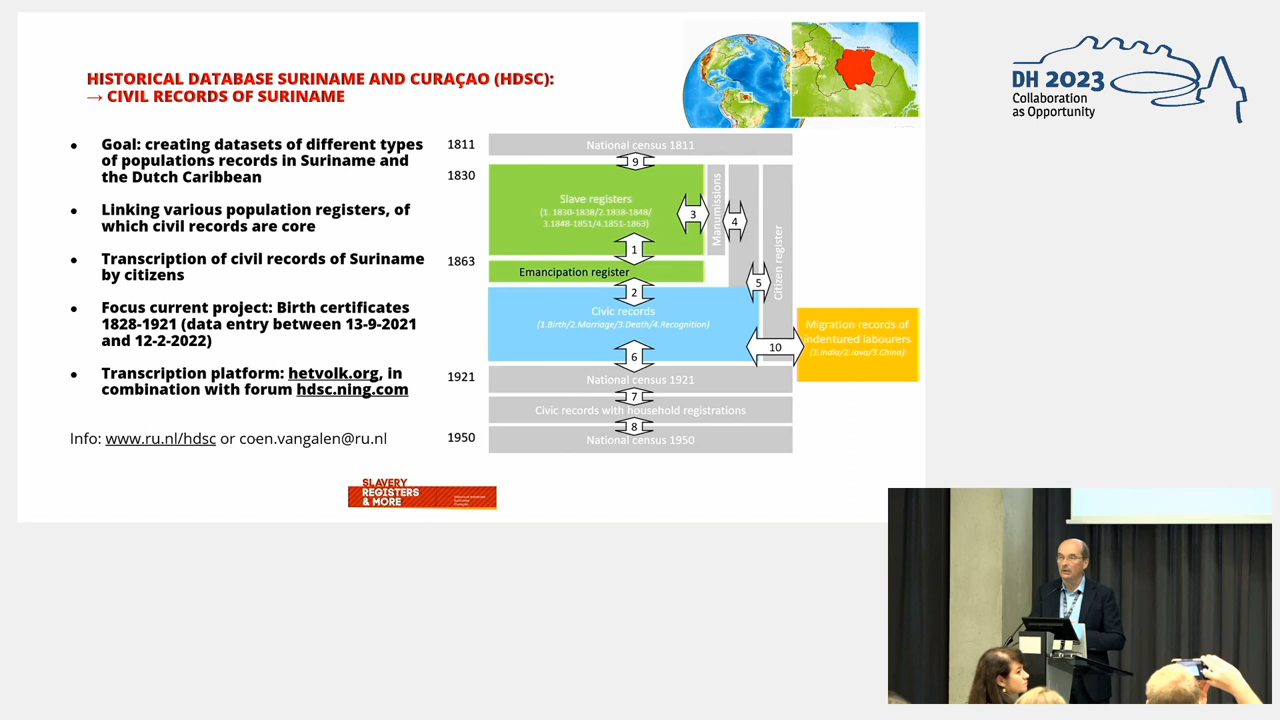 HISTORICAL DATABASE SURINAME AND CURAÇAO (HDSC):
→ CIVIL RECORDS OF SURINAME
• Goal: creating datasets of different types
of populations records in Suriname and
the Dutch Caribbean
• Linking various population registers, of
which civil records are core
• Transcription of civil records of Suriname
by citizens
• Focus current project: Birth certificates
1828-1921 (data entry between 13-9-2021
and 12-2-2022)
• Transcription platform: hetvolk.org, in
combination with forum hdsc.ning.com
Info: www.ru.nl/hdsc or coen.vangalen@ru.nl
1811
1830
1863
1921
1950
National census 1811
9
Slave registers
(1. 1830-1838/2.1838-1848/
3.1848-1851/4.1851-1863)
3
Manumissions
4
Citizen register
1
Emancipation register
5
2
Civic records
(1.Birth/2.Marriage/3.Death/4.Recognition)
10
Migration records of
indentured labourers
(1.India/2.Java/3.China)
6
National census 1921
7
Civic records with household registrations
8
National census 1950
SLAVERY
REGISTERS
& MORE
DH 2023
Collaboration
as Opportunity